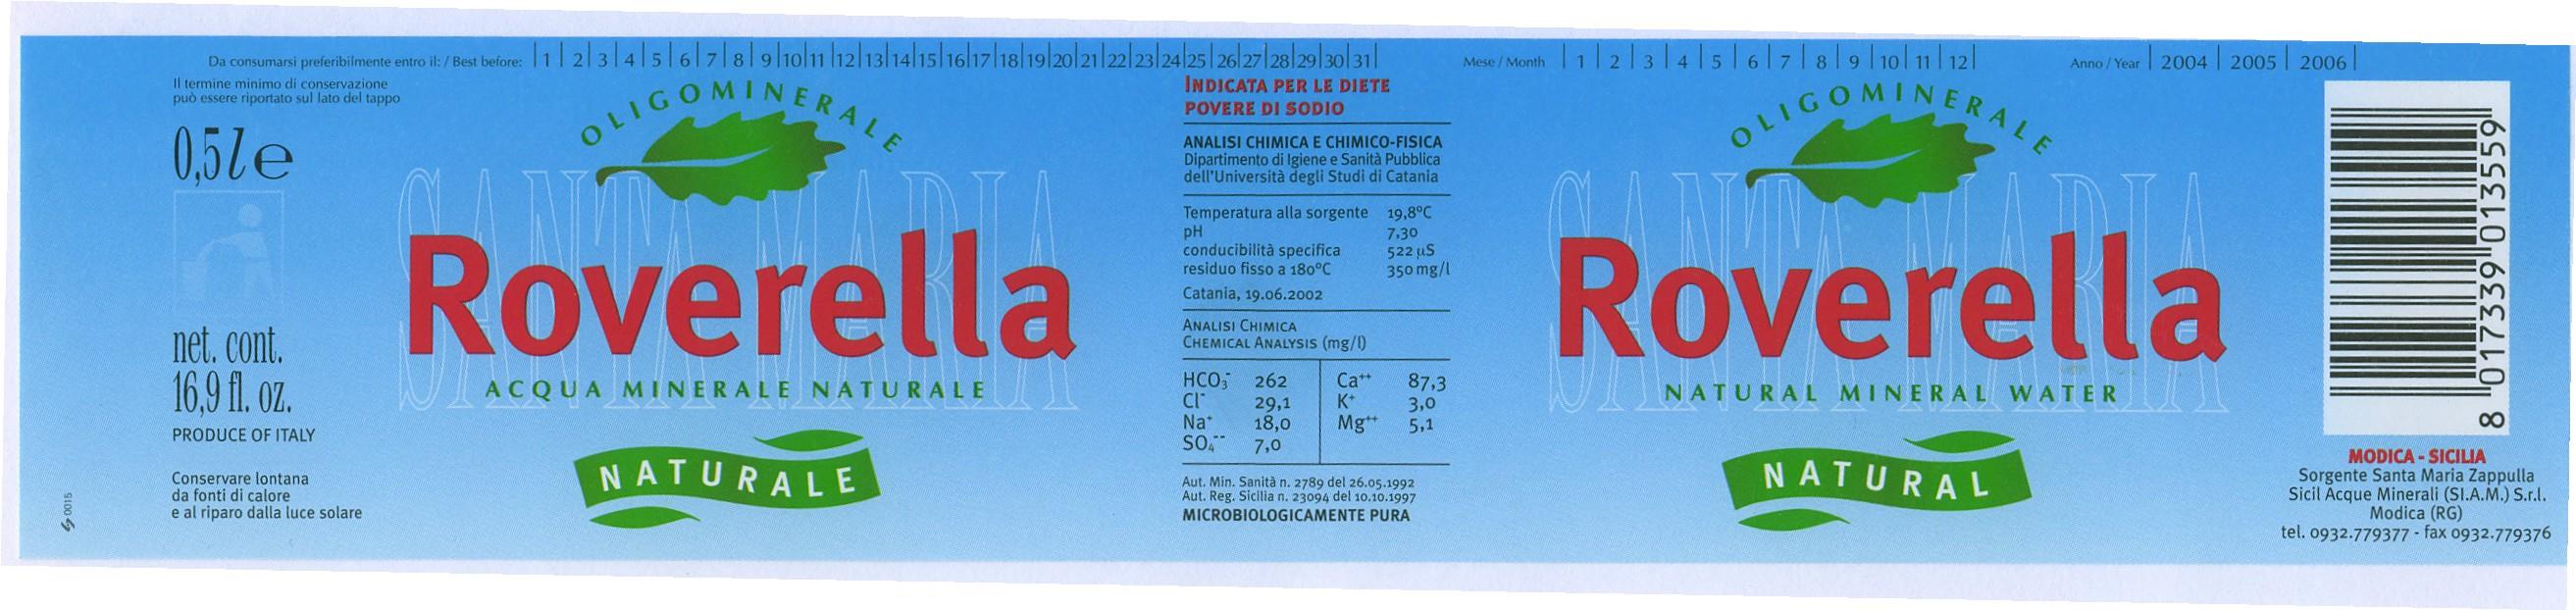 Da consumarsi preferibilmente entro il: / Best before: 1 2 3 4 5 6 7 8 9 10 11 12 13 14 15 16 17 18 19 20 21 22 23 24 25 26 27 28 29 30 31
Mese / Month 1 2 3 4 5 6 7 8 9 10 11 12
Anno / Year 2004 2005 2006
Il termine minimo di conservazione
può essere riportato sul lato del tappo
0,5 l e
net. cont.
16,9 fl. oz.
PRODUCE OF ITALY
Conservare lontana
da fonti di calore
e al riparo dalla luce solare
0015
OLIGOMINERALE
SANTA MARIA
Roverella
ACQUA MINERALE NATURALE
NATURALE
INDICATA PER LE DIETE
POVERE DI SODIO
ANALISI CHIMICA E CHIMICO-FISICA
Dipartimento di Igiene e Sanità Pubblica
dell'Università degli Studi di Catania
Temperatura alla sorgente 19,8°C
pH 7,30
conducibilità specifica 522 µS
residuo fisso a 180°C 350 mg/l
Catania, 19.06.2002
ANALISI CHIMICA
CHEMICAL ANALYSIS (mg/l)
HCO₃⁻ 262 Ca⁺⁺ 87,3
Cl⁻ 29,1 K⁺ 3,0
Na⁺ 18,0 Mg⁺⁺ 5,1
SO₄⁻⁻ 7,0
Aut. Min. Sanità n. 2789 del 26.05.1992
Aut. Reg. Sicilia n. 23094 del 10.10.1997
MICROBIOLOGICAMENTE PURA
OLIGOMINERALE
SANTA MARIA
Roverella
NATURAL MINERAL WATER
NATURAL
8 017339 013559
MODICA - SICILIA
Sorgente Santa Maria Zappulla
Sicil Acque Minerali (SI.A.M.) S.r.l.
Modica (RG)
tel. 0932.779377 - fax 0932.779376